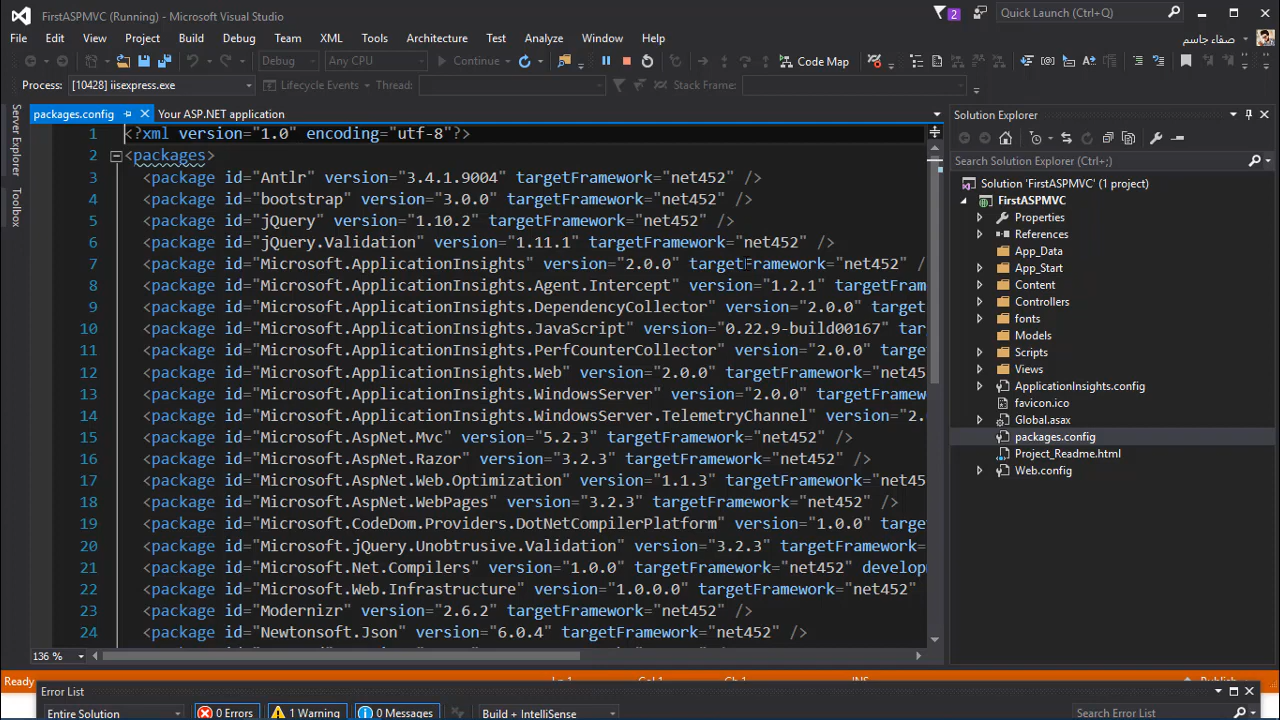 FirstASPMVC (Running) - Microsoft Visual Studio
2
Quick Launch (Ctrl+Q)
File Edit View Project Build Debug Team XML Tools Architecture Test Analyze Window Help
صفاء جاسم
Debug Any CPU Continue Code Map
Process: [10428] iisexpress.exe Lifecycle Events Thread: Stack Frame:
Server Explorer
Toolbox
packages.config Your ASP.NET application
1 <?xml version="1.0" encoding="utf-8"?>
2 <packages>
3 <package id="Antlr" version="3.4.1.9004" targetFramework="net452" />
4 <package id="bootstrap" version="3.0.0" targetFramework="net452" />
5 <package id="jQuery" version="1.10.2" targetFramework="net452" />
6 <package id="jQuery.Validation" version="1.11.1" targetFramework="net452" />
7 <package id="Microsoft.ApplicationInsights" version="2.0.0" targetFramework="net452" /
8 <package id="Microsoft.ApplicationInsights.Agent.Intercept" version="1.2.1" targetFram
9 <package id="Microsoft.ApplicationInsights.DependencyCollector" version="2.0.0" target
10 <package id="Microsoft.ApplicationInsights.JavaScript" version="0.22.9-build00167" tar
11 <package id="Microsoft.ApplicationInsights.PerfCounterCollector" version="2.0.0" targe
12 <package id="Microsoft.ApplicationInsights.Web" version="2.0.0" targetFramework="net45
13 <package id="Microsoft.ApplicationInsights.WindowsServer" version="2.0.0" targetFramew
14 <package id="Microsoft.ApplicationInsights.WindowsServer.TelemetryChannel" version="2.
15 <package id="Microsoft.AspNet.Mvc" version="5.2.3" targetFramework="net452" />
16 <package id="Microsoft.AspNet.Razor" version="3.2.3" targetFramework="net452" />
17 <package id="Microsoft.AspNet.Web.Optimization" version="1.1.3" targetFramework="net45
18 <package id="Microsoft.AspNet.WebPages" version="3.2.3" targetFramework="net452" />
19 <package id="Microsoft.CodeDom.Providers.DotNetCompilerPlatform" version="1.0.0" targe
20 <package id="Microsoft.jQuery.Unobtrusive.Validation" version="3.2.3" targetFramework=
21 <package id="Microsoft.Net.Compilers" version="1.0.0" targetFramework="net452" develop
22 <package id="Microsoft.Web.Infrastructure" version="1.0.0.0" targetFramework="net452"
23 <package id="Modernizr" version="2.6.2" targetFramework="net452" />
24 <package id="Newtonsoft.Json" version="6.0.4" targetFramework="net452" />
136 %
Solution Explorer
Search Solution Explorer (Ctrl+;)
Solution 'FirstASPMVC' (1 project)
FirstASPMVC
Properties
References
App_Data
App_Start
Content
Controllers
fonts
Models
Scripts
Views
ApplicationInsights.config
favicon.ico
Global.asax
packages.config
Project_Readme.html
Web.config
Ready
Error List
Entire Solution 0 Errors 1 Warning 0 Messages Build + IntelliSense Search Error List